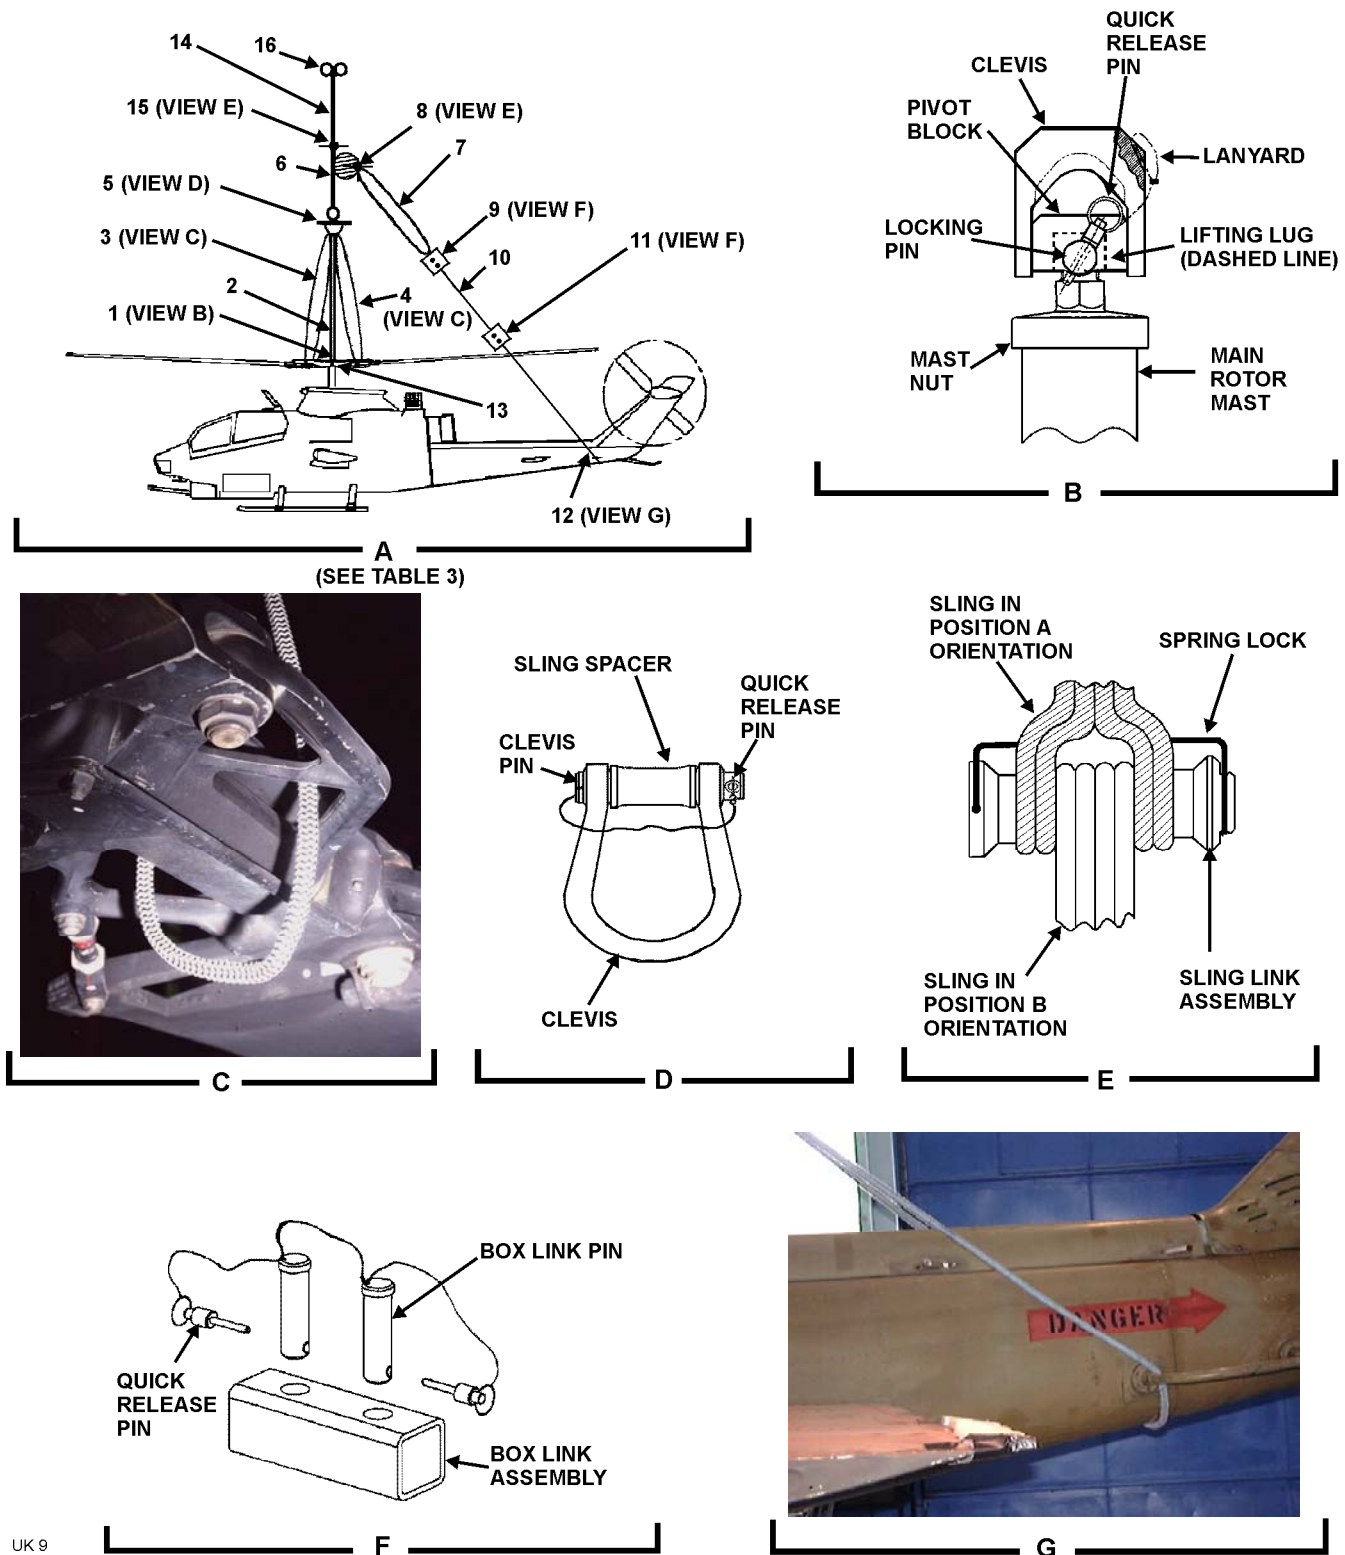 14
16
15 (VIEW E)
8 (VIEW E)
6
7
5 (VIEW D)
9 (VIEW F)
3 (VIEW C)
11 (VIEW F)
10
2
4
(VIEW C)
1 (VIEW B)
13
12 (VIEW G)
A
(SEE TABLE 3)
QUICK
RELEASE
PIN
CLEVIS
PIVOT
BLOCK
LANYARD
LOCKING
PIN
LIFTING LUG
(DASHED LINE)
MAST
NUT
MAIN
ROTOR
MAST
B
C
SLING SPACER
QUICK
RELEASE
PIN
CLEVIS
PIN
CLEVIS
D
SLING IN
POSITION A
ORIENTATION
SPRING LOCK
SLING IN
POSITION B
ORIENTATION
SLING LINK
ASSEMBLY
E
BOX LINK PIN
QUICK
RELEASE
PIN
BOX LINK
ASSEMBLY
F
DANGER
G
UK 9